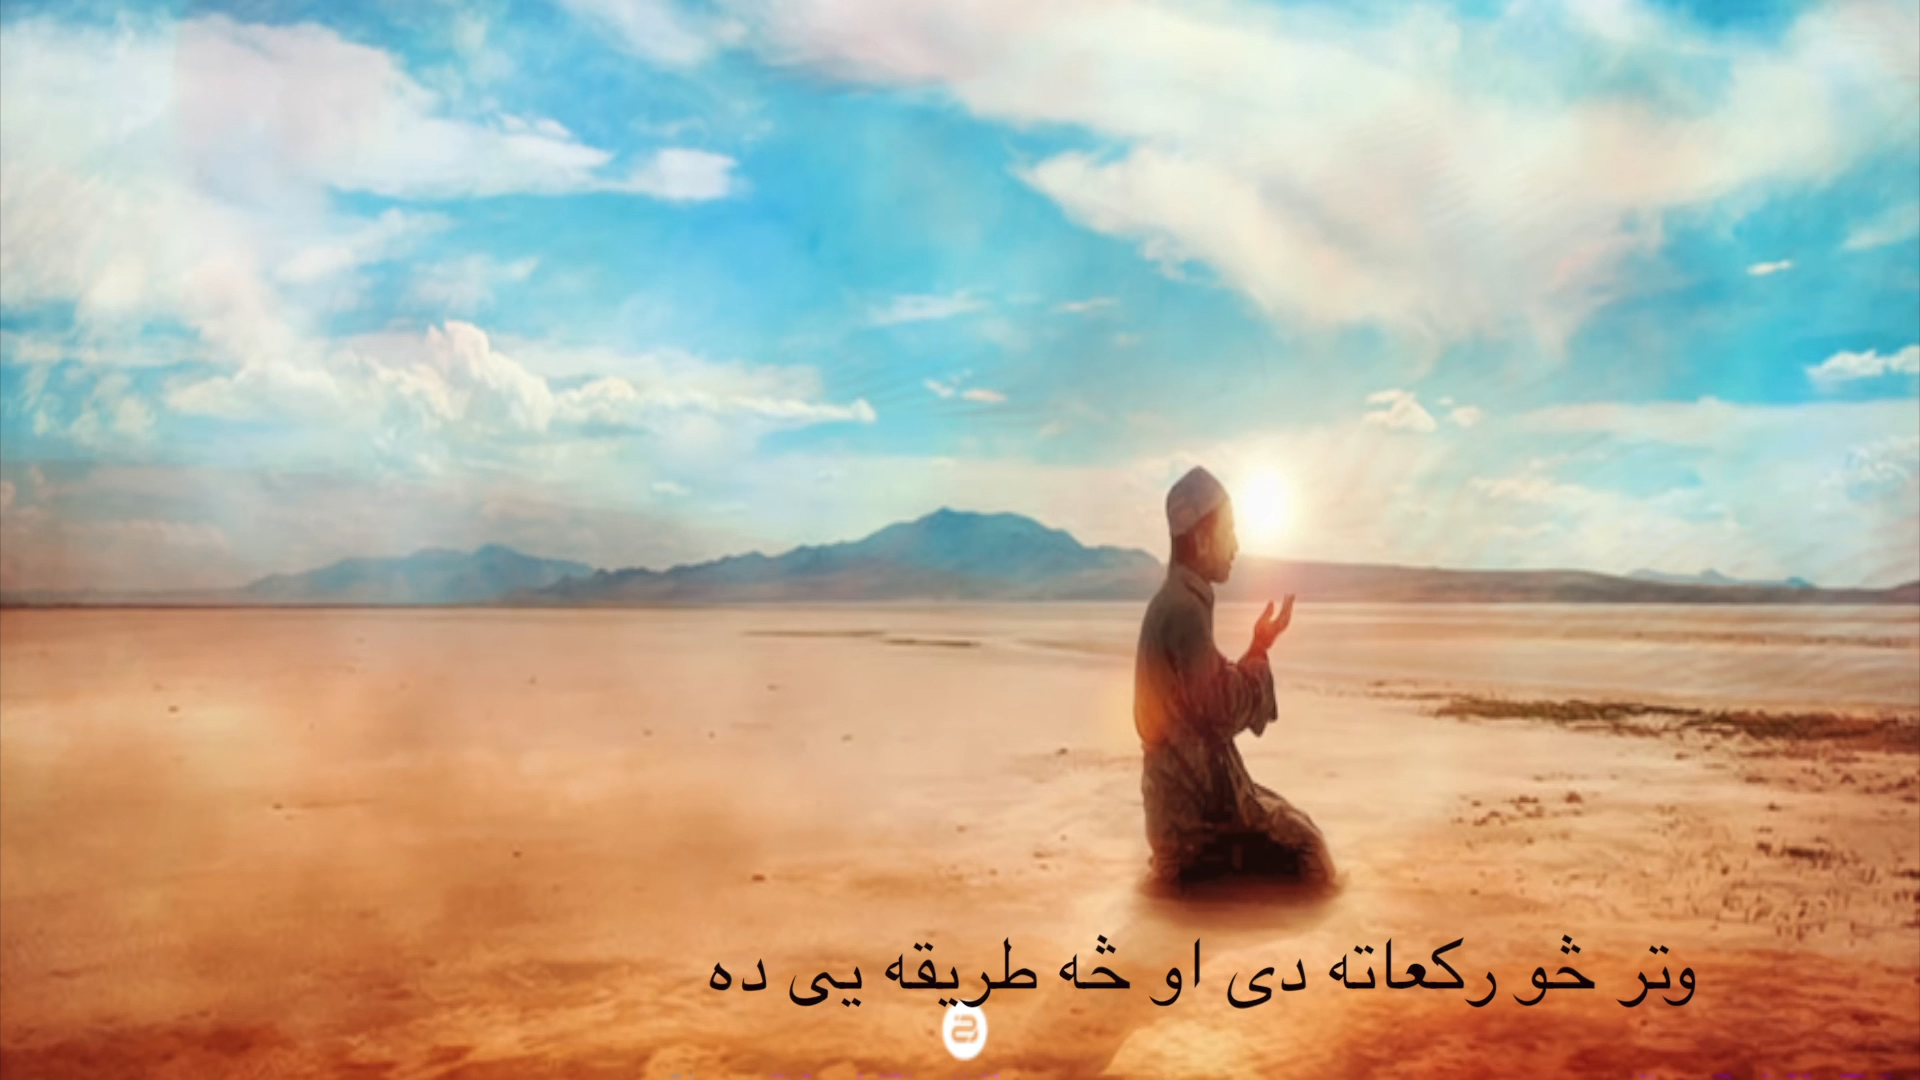 وتر څو رکعاته دی او څه طریقه یی ده